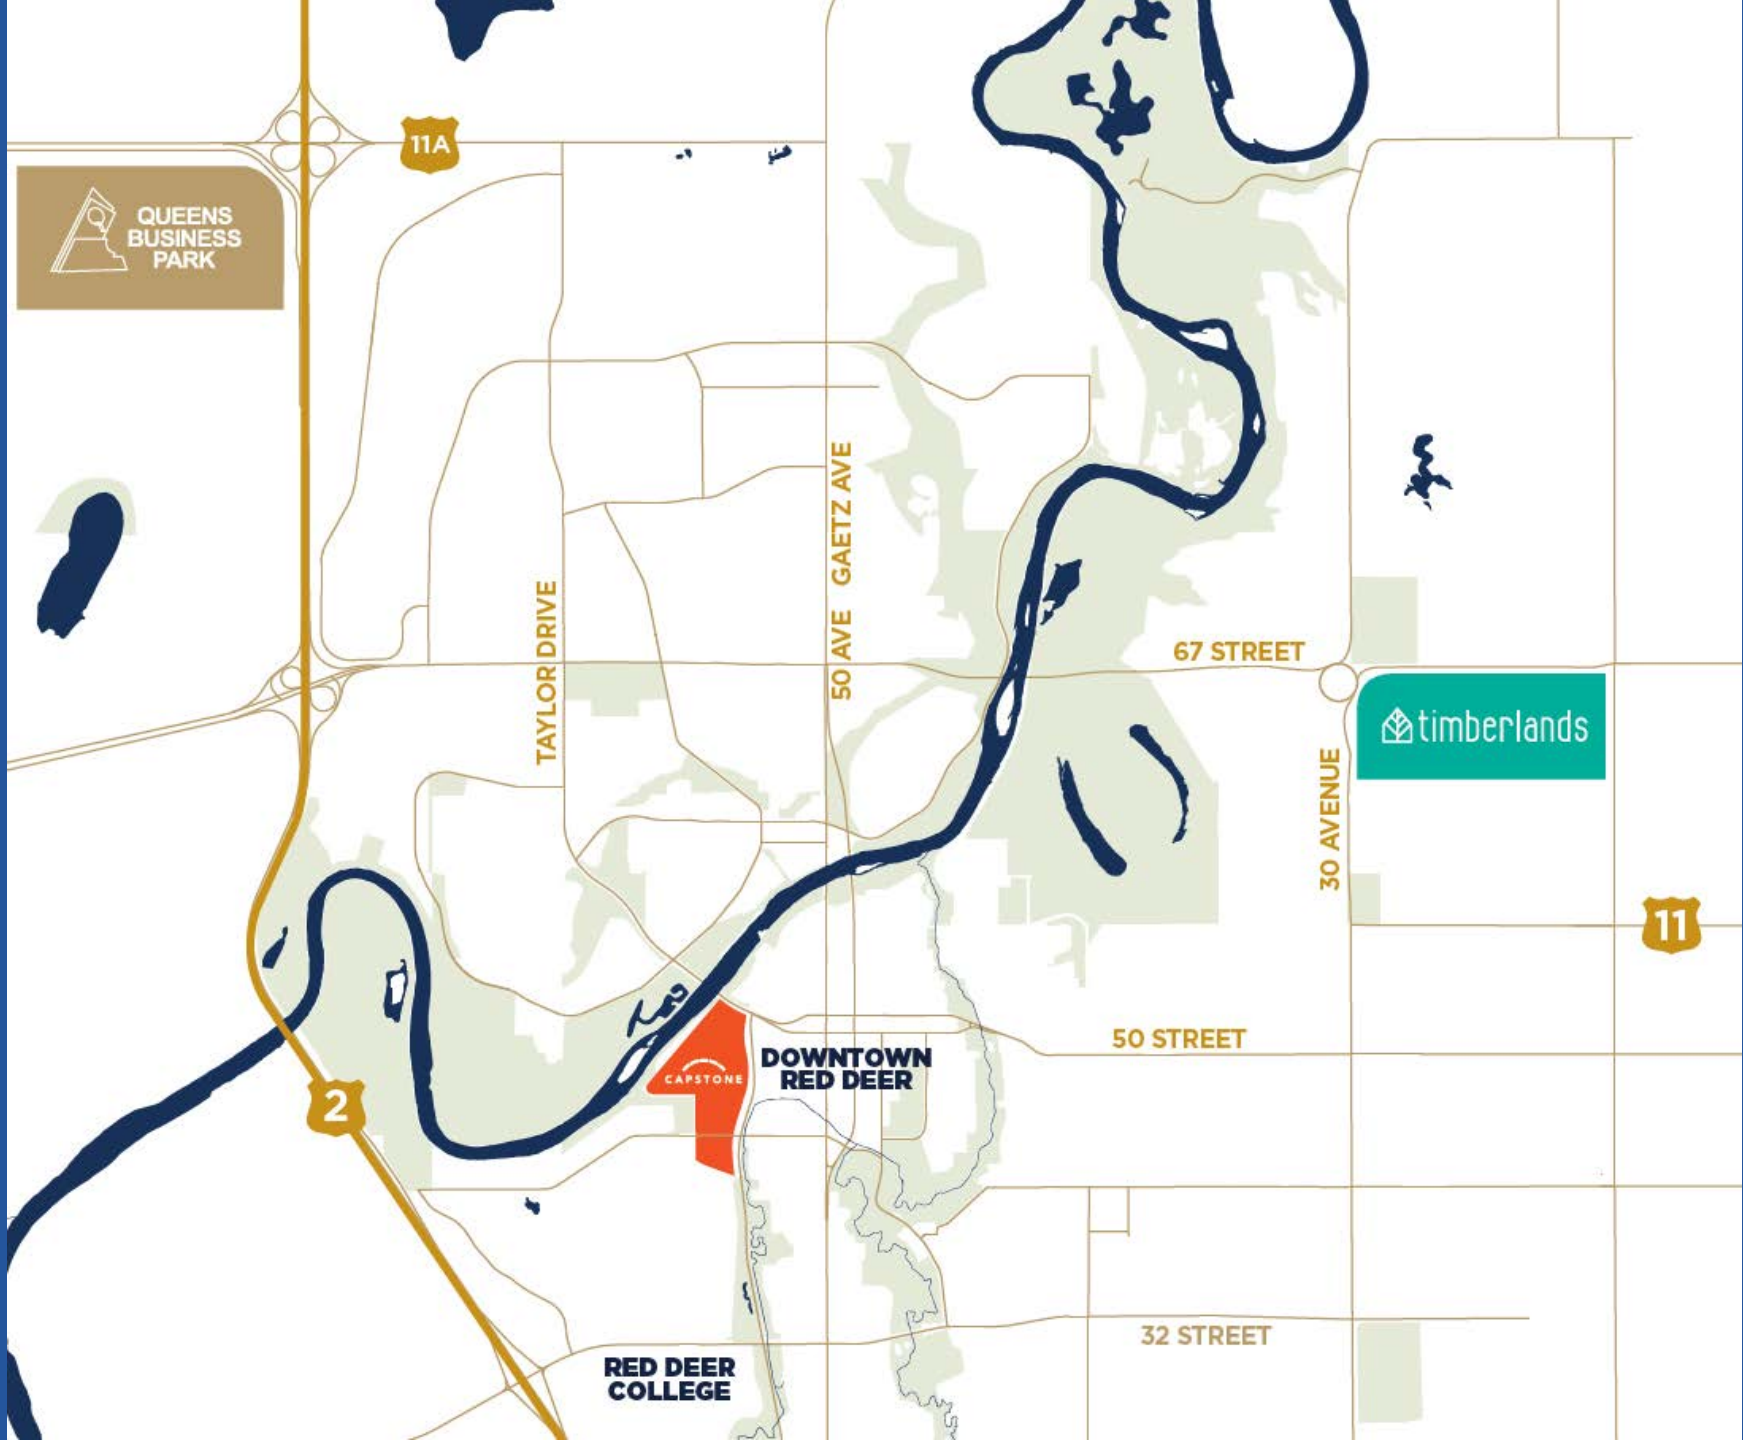 11A
QUEENS
BUSINESS
PARK
50 AVE GAETZ AVE
TAYLOR DRIVE
67 STREET
timberlands
30 AVENUE
11
50 STREET
DOWNTOWN
RED DEER
CAPSTONE
2
32 STREET
RED DEER
COLLEGE